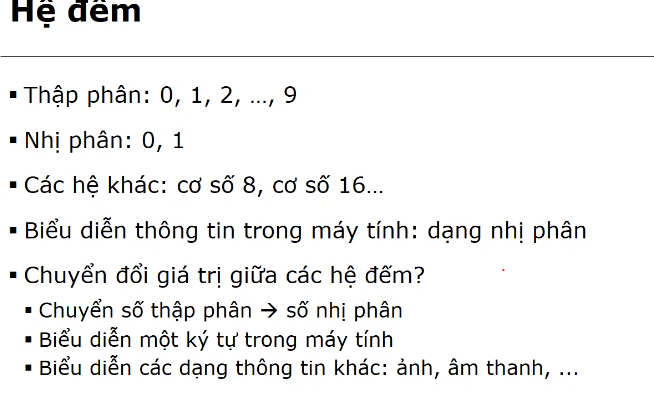 Hệ đếm
▪ Thập phân: 0, 1, 2, …, 9
▪ Nhị phân: 0, 1
▪ Các hệ khác: cơ số 8, cơ số 16…
▪ Biểu diễn thông tin trong máy tính: dạng nhị phân
▪ Chuyển đổi giá trị giữa các hệ đếm?
▪ Chuyển số thập phân → số nhị phân
▪ Biểu diễn một ký tự trong máy tính
▪ Biểu diễn các dạng thông tin khác: ảnh, âm thanh, ...